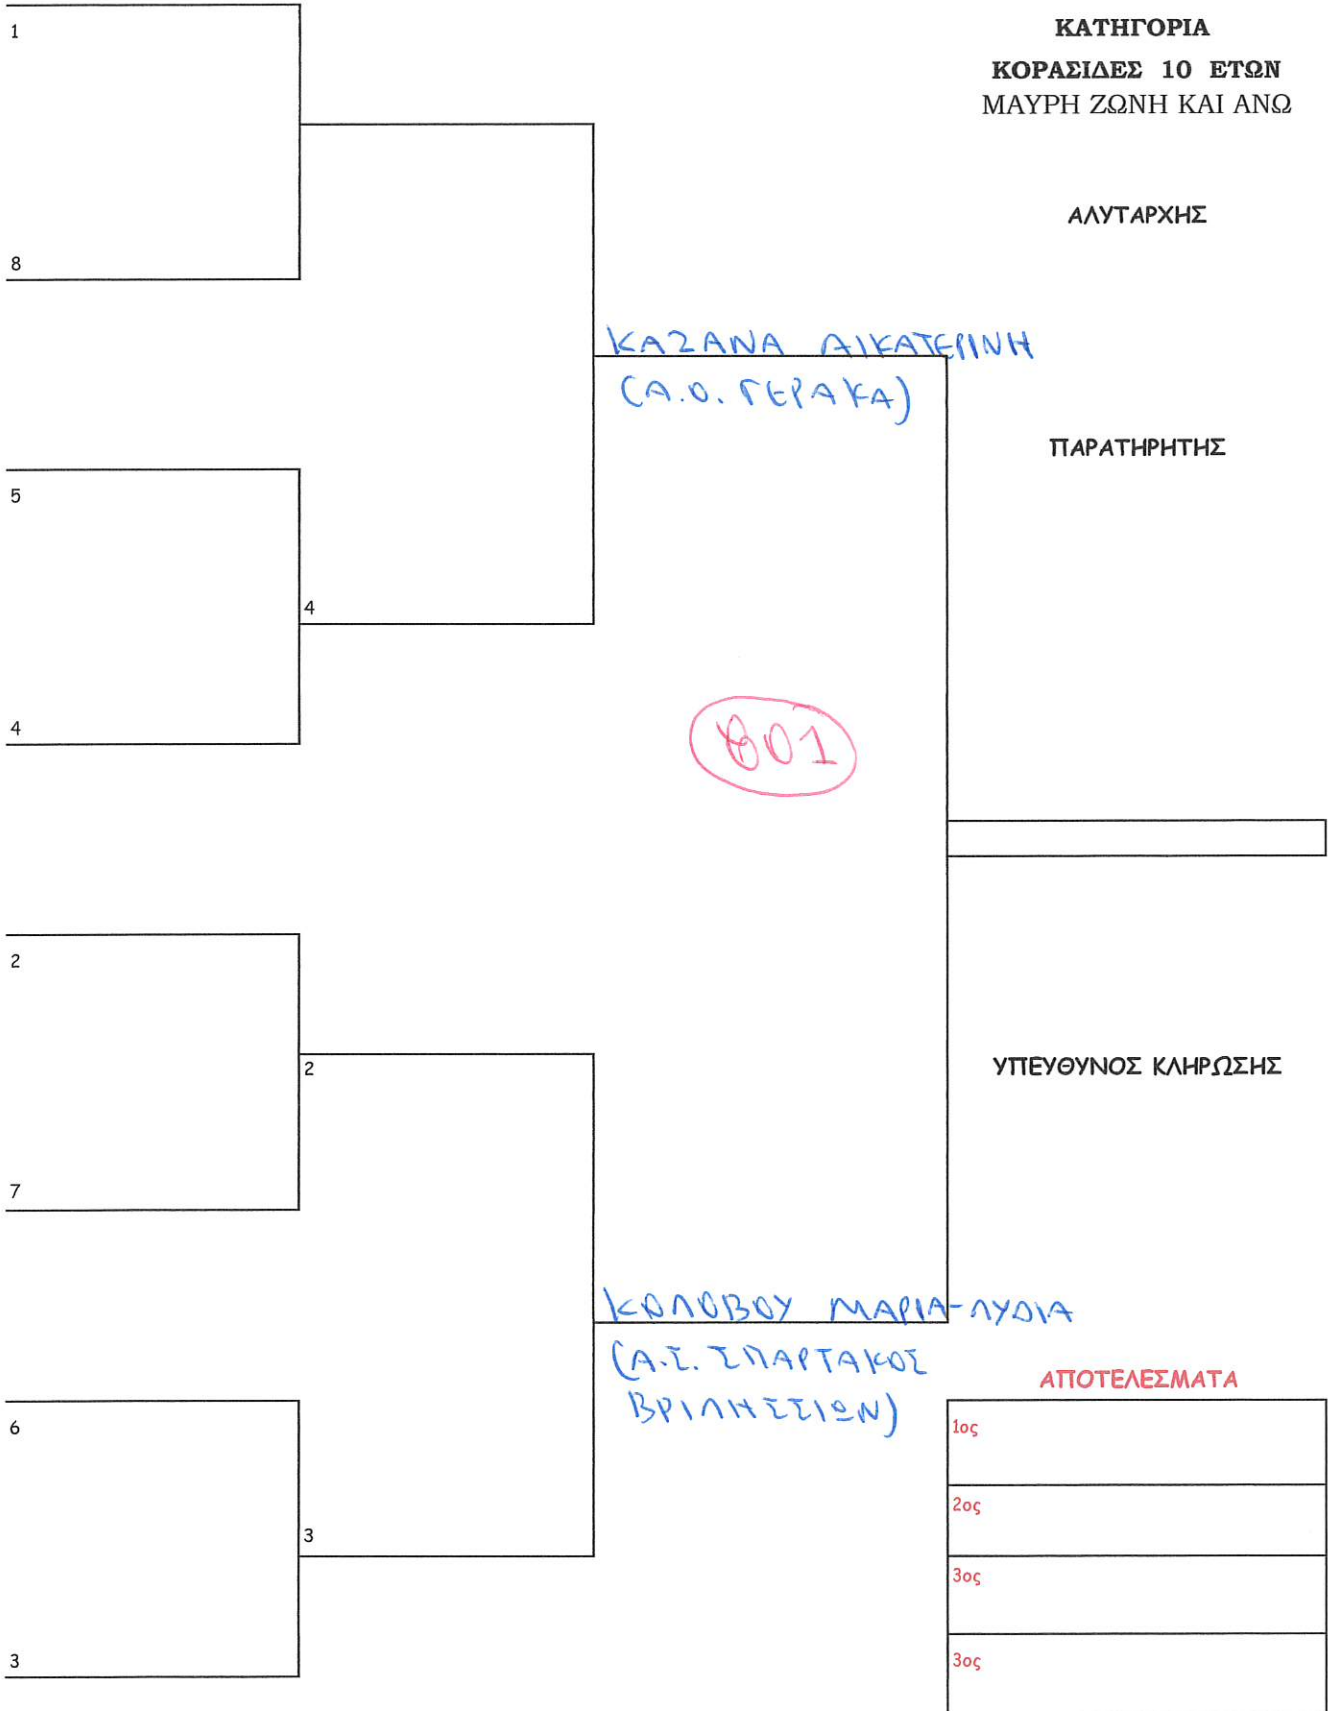 1
ΚΑΤΗΓΟΡΙΑ
ΚΟΡΑΣΙΔΕΣ 10 ΕΤΩΝ
ΜΑΥΡΗ ΖΩΝΗ ΚΑΙ ΑΝΩ
ΑΛΥΤΑΡΧΗΣ
8
ΚΑΖΑΝΑ ΑΙΚΑΤΕΡΙΝΗ
(Α.Ο. ΓΕΡΑΚΑ)
ΠΑΡΑΤΗΡΗΤΗΣ
5
4
4
801
2
2
ΥΠΕΥΘΥΝΟΣ ΚΛΗΡΩΣΗΣ
7
ΚΟΛΟΒΟΥ ΜΑΡΙΑ-ΛΥΔΙΑ
(Α.Σ. ΣΠΑΡΤΑΚΟΣ
ΒΡΙΛΗΣΣΙΩΝ)
ΑΠΟΤΕΛΕΣΜΑΤΑ
6
1ος
2ος
3
3ος
3
3ος